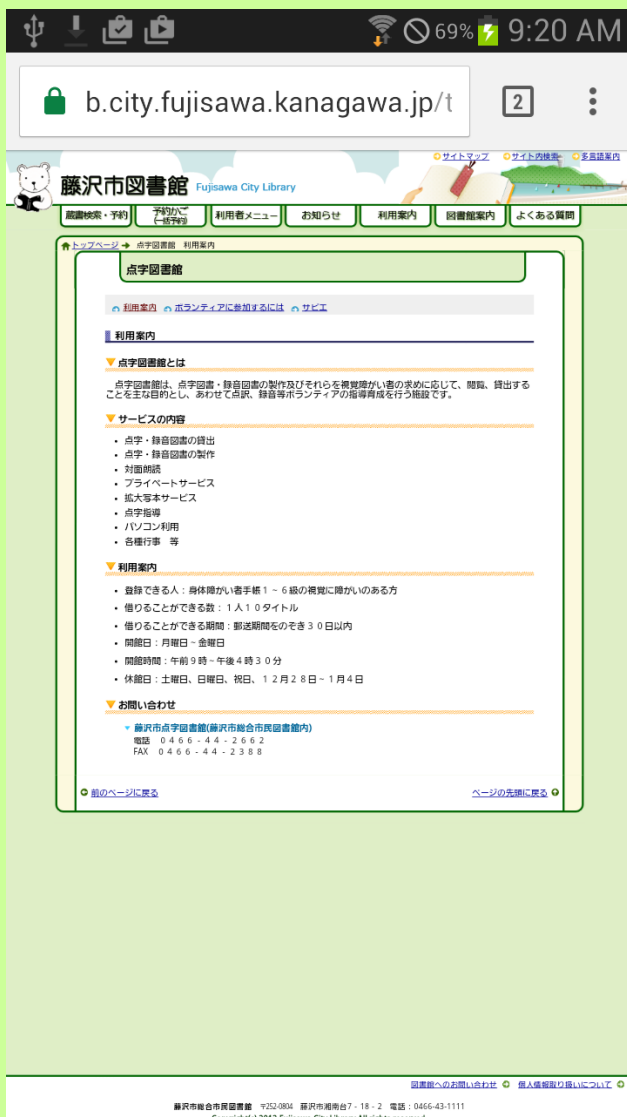 69% 9:20 AM
b.city.fujisawa.kanagawa.jp/t 2
サイトマップ サイト内検索 多言語案内
藤沢市図書館 Fujisawa City Library
蔵書検索・予約 予約かご(一括予約) 利用者メニュー お知らせ 利用案内 図書館案内 よくある質問
トップページ 点字図書館 利用案内
点字図書館
利用案内 ボランティアに参加するには サピエ
利用案内
点字図書館とは
点字図書館は、点字図書・録音図書の製作及びそれらを視覚障がい者の求めに応じて、閲覧、貸出する
ことを主な目的とし、あわせて点訳、録音等ボランティアの指導育成を行う施設です。
サービスの内容
・ 点字・録音図書の貸出
・ 点字・録音図書の製作
・ 対面朗読
・ プライベートサービス
・ 拡大写本サービス
・ 点字指導
・ パソコン利用
・ 各種行事 等
利用案内
・ 登録できる人：身体障がい者手帳１～６級の視覚に障がいのある方
・ 借りることができる数：１人１０タイトル
・ 借りることができる期間：郵送期間をのぞき３０日以内
・ 開館日：月曜日～金曜日
・ 開館時間：午前９時～午後４時３０分
・ 休館日：土曜日、日曜日、祝日、１２月２８日～１月４日
お問い合わせ
藤沢市点字図書館(藤沢市総合市民図書館内)
電話 ０４６６-４４-２６６２
FAX ０４６６-４４-２３８８
前のページに戻る ページの先頭に戻る
図書館へのお問い合わせ 個人情報取り扱いについて
藤沢市総合市民図書館 〒252-0804 藤沢市湘南台7-18-2 電話：0466-43-1111